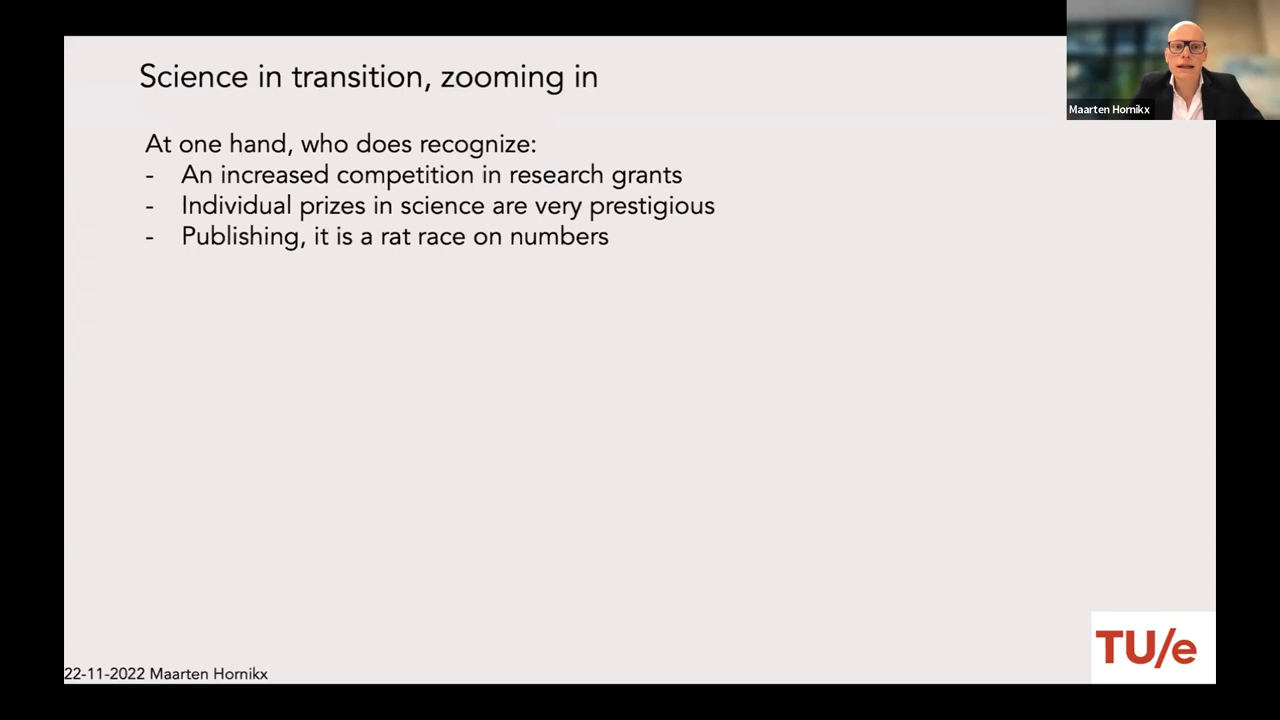 Science in transition, zooming in
Maarten Hornikx
At one hand, who does recognize:
- An increased competition in research grants
- Individual prizes in science are very prestigious
- Publishing, it is a rat race on numbers
TU/e
22-11-2022 Maarten Hornikx